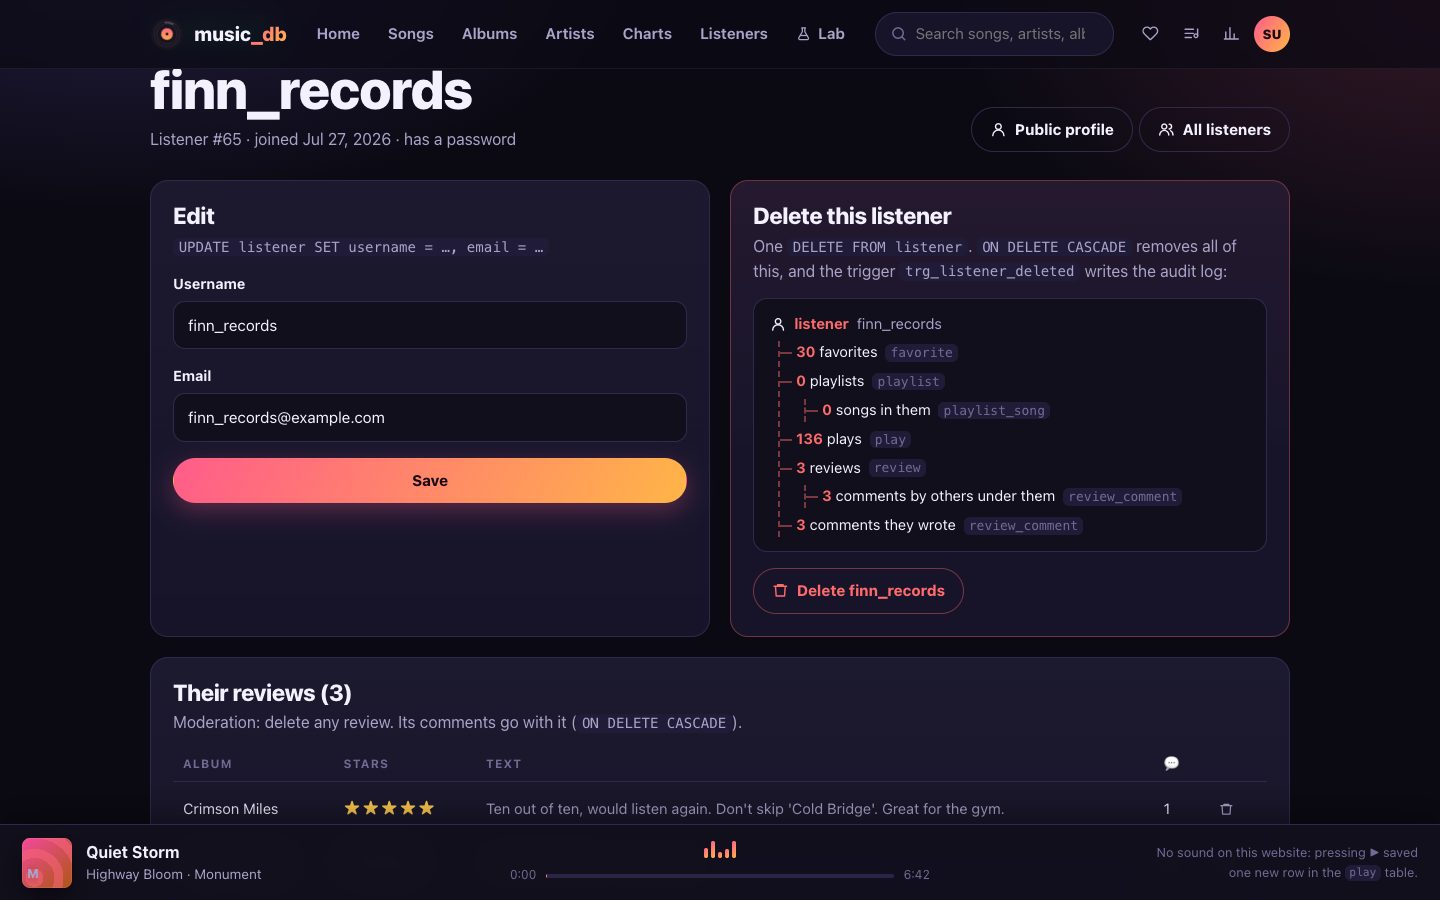 music_db
Home
Songs
Albums
Artists
Charts
Listeners
Lab
Search songs, artists, alb
SU
finn_records
Listener #65 · joined Jul 27, 2026 · has a password
Public profile
All listeners
Edit
UPDATE listener SET username = …, email = …
Username
finn_records
Email
finn_records@example.com
Save
Delete this listener
One DELETE FROM listener. ON DELETE CASCADE removes all of
this, and the trigger trg_listener_deleted writes the audit log:
listener finn_records
30 favorites favorite
0 playlists playlist
0 songs in them playlist_song
136 plays play
3 reviews review
3 comments by others under them review_comment
3 comments they wrote review_comment
Delete finn_records
Their reviews (3)
Moderation: delete any review. Its comments go with it ( ON DELETE CASCADE ).
ALBUM STARS TEXT
Crimson Miles Ten out of ten, would listen again. Don't skip 'Cold Bridge'. Great for the gym. 1
M
Quiet Storm
Highway Bloom · Monument
0:00
6:42
No sound on this website: pressing ▶ saved
one new row in the play table.